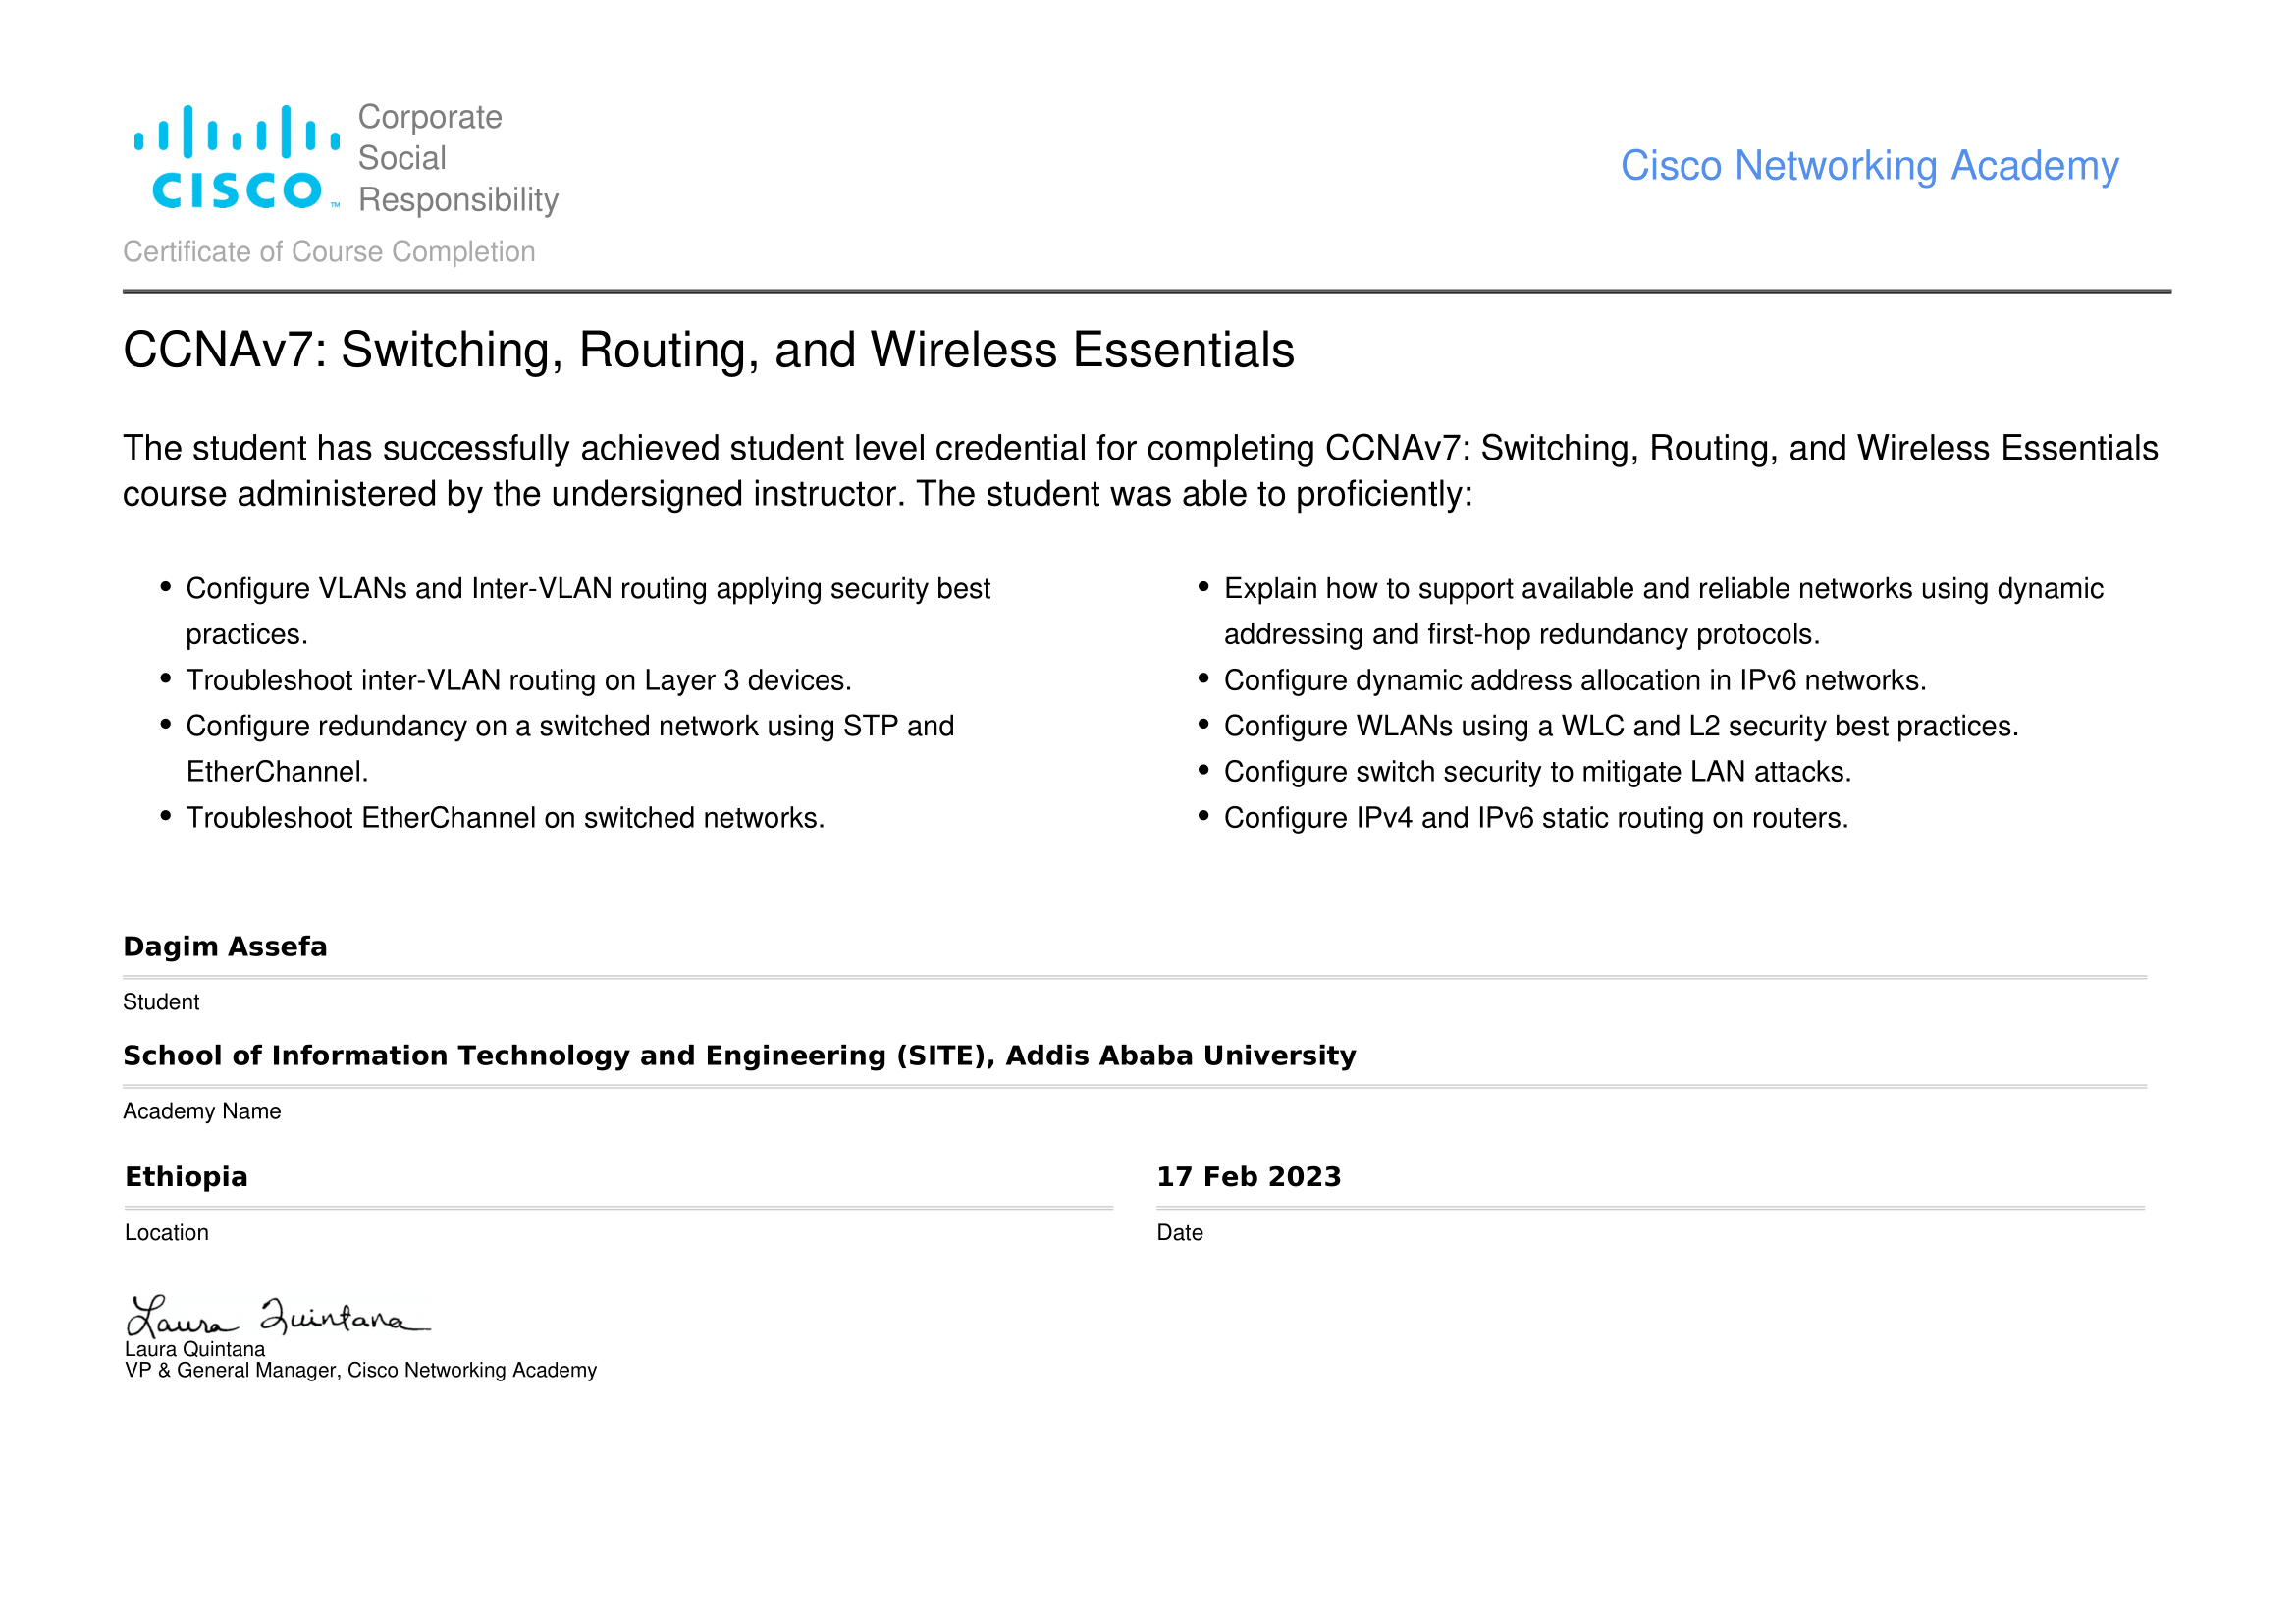 Corporate
Social
Responsibility
CISCO
TM
Cisco Networking Academy
Certificate of Course Completion
CCNAv7: Switching, Routing, and Wireless Essentials
The student has successfully achieved student level credential for completing CCNAv7: Switching, Routing, and Wireless Essentials
course administered by the undersigned instructor. The student was able to proficiently:
• Configure VLANs and Inter-VLAN routing applying security best
practices.
• Troubleshoot inter-VLAN routing on Layer 3 devices.
• Configure redundancy on a switched network using STP and
EtherChannel.
• Troubleshoot EtherChannel on switched networks.
• Explain how to support available and reliable networks using dynamic
addressing and first-hop redundancy protocols.
• Configure dynamic address allocation in IPv6 networks.
• Configure WLANs using a WLC and L2 security best practices.
• Configure switch security to mitigate LAN attacks.
• Configure IPv4 and IPv6 static routing on routers.
Dagim Assefa
Student
School of Information Technology and Engineering (SITE), Addis Ababa University
Academy Name
Ethiopia
Location
17 Feb 2023
Date
Laura Quintana
Laura Quintana
VP & General Manager, Cisco Networking Academy